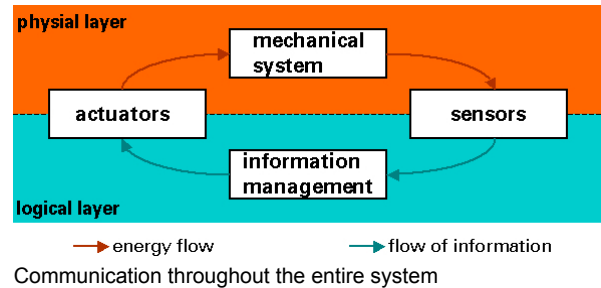 physial layer
mechanical
system
actuators
sensors
information
management
logical layer
energy flow
flow of information
Communication throughout the entire system